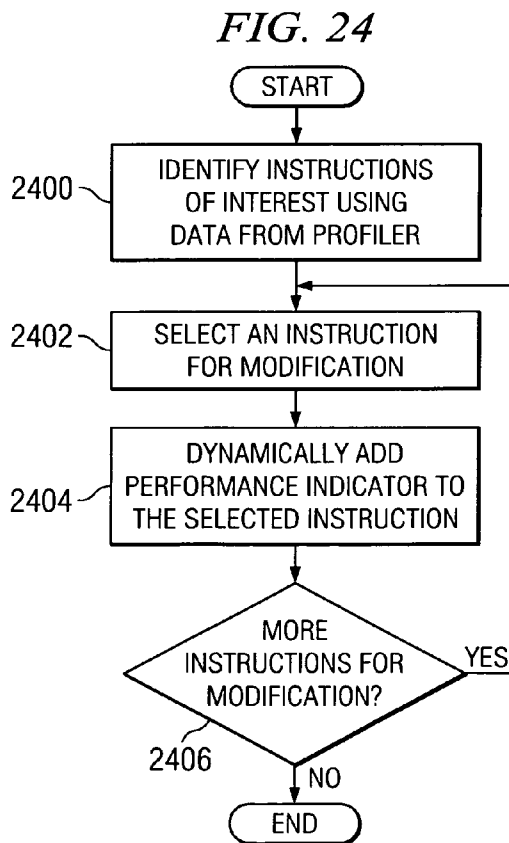 FIG. 24
START
2400
IDENTIFY INSTRUCTIONS
OF INTEREST USING
DATA FROM PROFILER
2402
SELECT AN INSTRUCTION
FOR MODIFICATION
2404
DYNAMICALLY ADD
PERFORMANCE INDICATOR TO
THE SELECTED INSTRUCTION
MORE
INSTRUCTIONS FOR
MODIFICATION?
YES
2406
NO
END